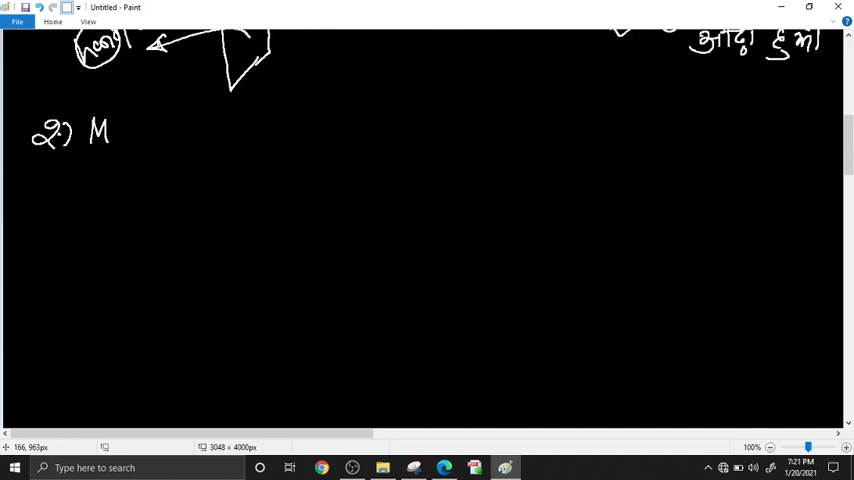 Untitled - Paint
File Home View
2.) M
166, 963px
3048 × 4000px
100%
Type here to search
7:21 PM
1/20/2021